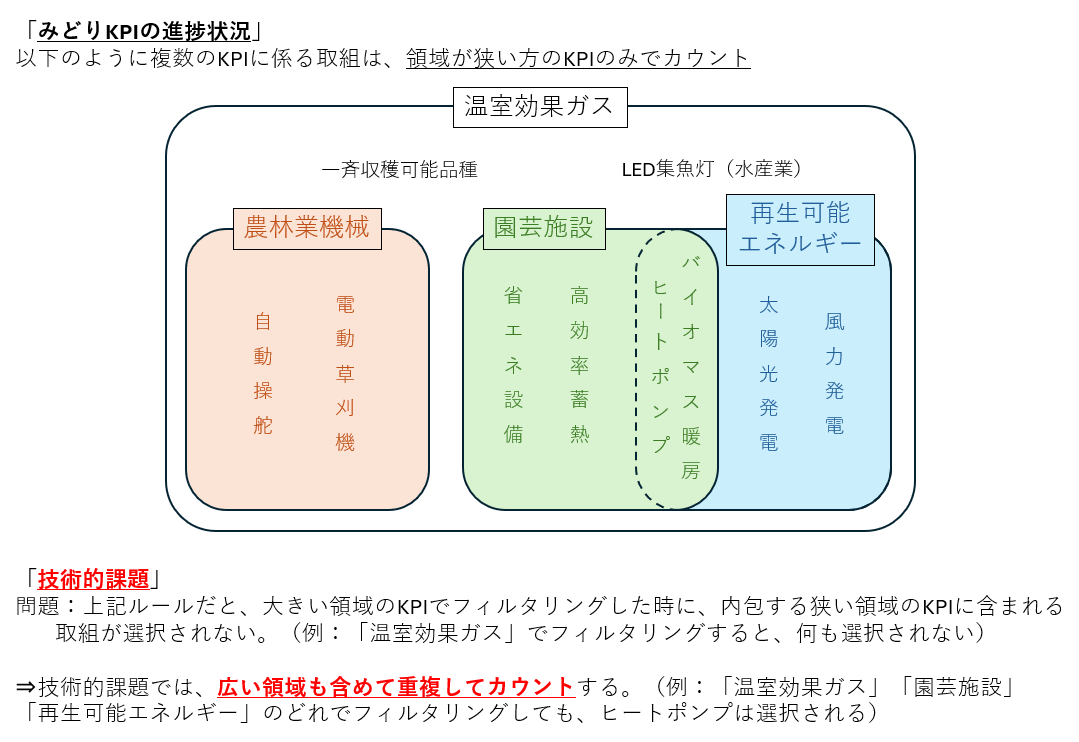 「みどりKPIの進捗状況」
以下のように複数のKPIに係る取組は、領域が狭い方のKPIのみでカウント
温室効果ガス
一斉収穫可能品種
LED集魚灯（水産業）
農林業機械
園芸施設
再生可能
エネルギー
自動操舵
電動草刈機
省エネ設備
高効率蓄熱
ヒートポンプ
バイオマス暖房
太陽光発電
風力発電
「技術的課題」
問題：上記ルールだと、大きい領域のKPIでフィルタリングした時に、内包する狭い領域のKPIに含まれる
取組が選択されない。（例：「温室効果ガス」でフィルタリングすると、何も選択されない）
⇒技術的課題では、広い領域も含めて重複してカウントする。（例：「温室効果ガス」「園芸施設」
「再生可能エネルギー」のどれでフィルタリングしても、ヒートポンプは選択される）